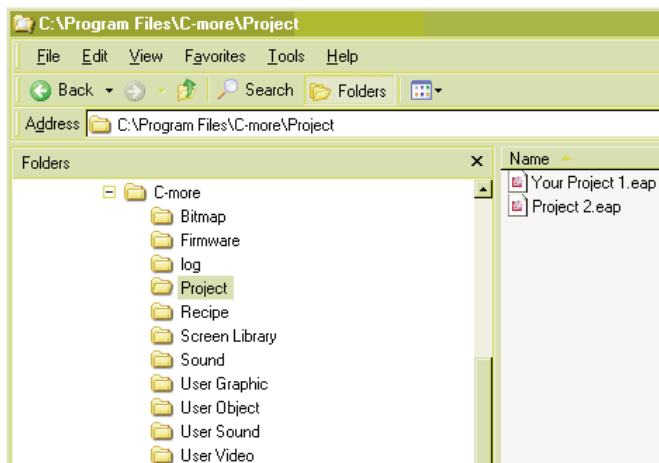 C:\Program Files\C-more\Project
File Edit View Favorites Tools Help
Back Search Folders
Address C:\Program Files\C-more\Project
Folders
C-more
Bitmap
Firmware
log
Project
Recipe
Screen Library
Sound
User Graphic
User Object
User Sound
User Video
Name
Your Project 1.eap
Project 2.eap